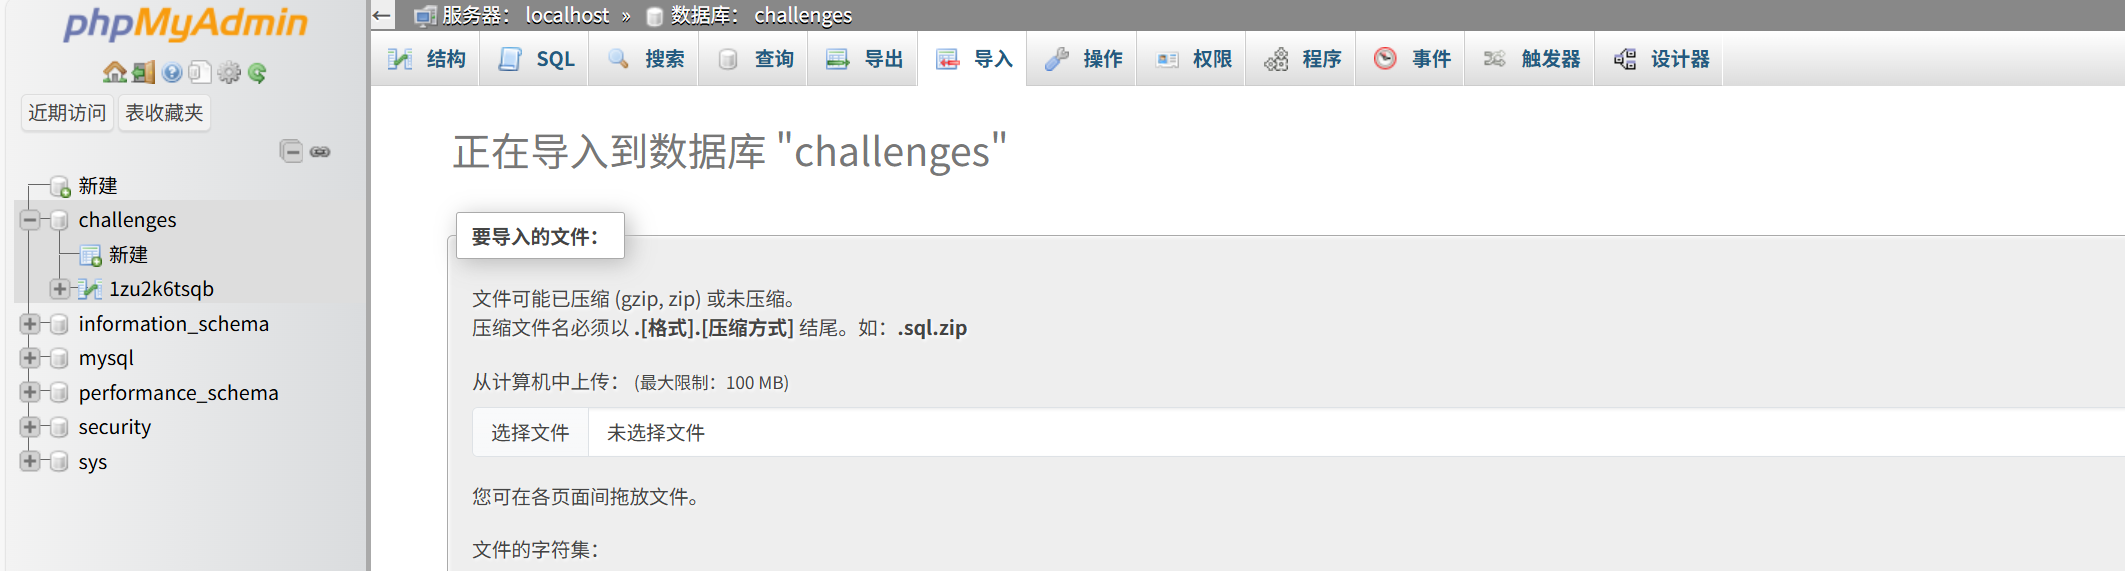 phpMyAdmin
近期访问 表收藏夹
新建
challenges
新建
1zu2k6tsqb
information_schema
mysql
performance_schema
security
sys
服务器： localhost » 数据库： challenges
结构 SQL 搜索 查询 导出 导入 操作 权限 程序 事件 触发器 设计器
正在导入到数据库 "challenges"
要导入的文件：
文件可能已压缩 (gzip, zip) 或未压缩。
压缩文件名必须以 .[格式].[压缩方式] 结尾。如：.sql.zip
从计算机中上传： (最大限制：100 MB)
选择文件 未选择文件
您可在各页面间拖放文件。
文件的字符集：